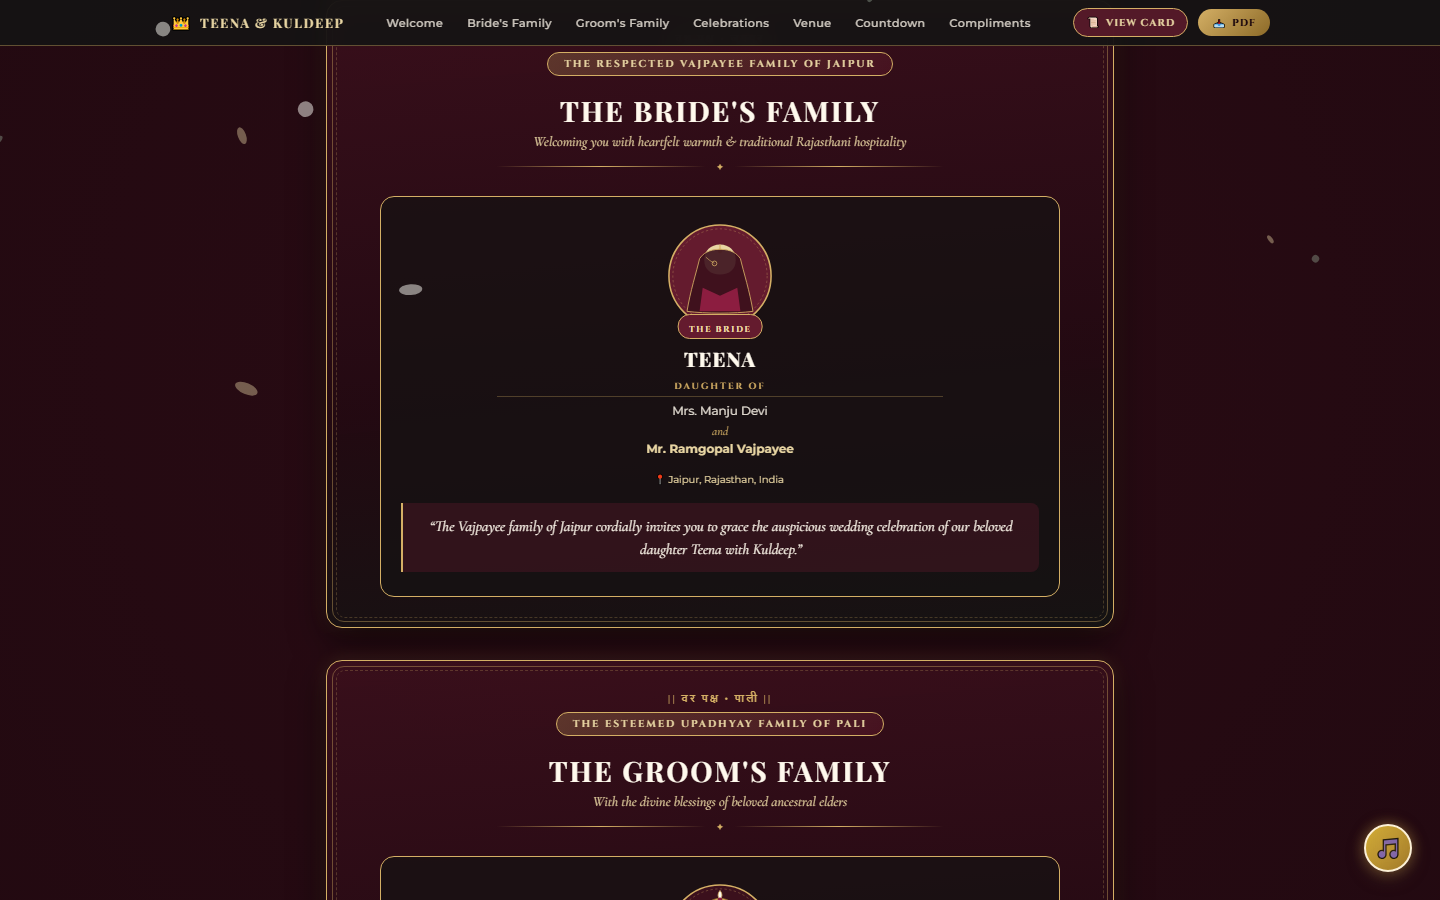 TEENA & KULDEEP
Welcome
Bride's Family
Groom's Family
Celebrations
Venue
Countdown
Compliments
VIEW CARD
PDF
THE RESPECTED VAJPAYEE FAMILY OF JAIPUR
THE BRIDE'S FAMILY
Welcoming you with heartfelt warmth & traditional Rajasthani hospitality
THE BRIDE
TEENA
DAUGHTER OF
Mrs. Manju Devi
and
Mr. Ramgopal Vajpayee
Jaipur, Rajasthan, India
“The Vajpayee family of Jaipur cordially invites you to grace the auspicious wedding celebration of our beloved
daughter Teena with Kuldeep.”
|| वर पक्ष • पाली ||
THE ESTEEMED UPADHYAY FAMILY OF PALI
THE GROOM'S FAMILY
With the divine blessings of beloved ancestral elders